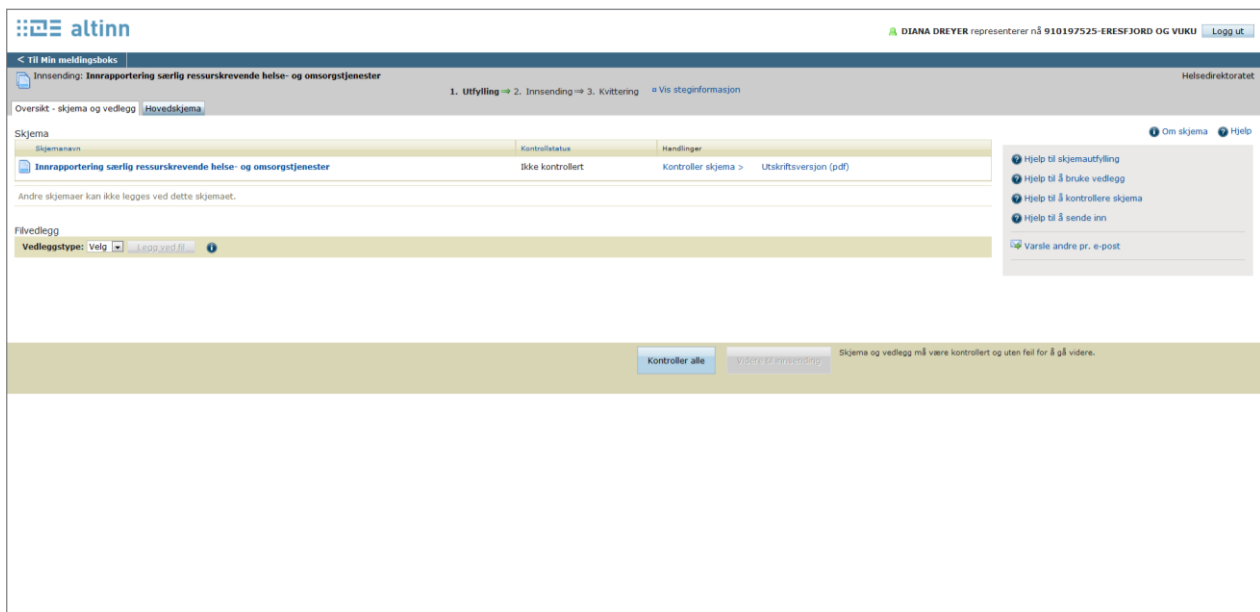 altinn
DIANA DREYER representerer nå 910197525-ERESFJORD OG VUKU Logg ut
< Til Min meldingsboks
Innsending: Innrapportering særlig ressurskrevende helse- og omsorgstjenester Helsedirektoratet
1. Utfylling ⇒ 2. Innsending ⇒ 3. Kvittering Vis steginformasjon
Oversikt - skjema og vedlegg Hovedskjema
Om skjema Hjelp
Skjema
Skjemanavn Kontrollstatus Handlinger
Innrapportering særlig ressurskrevende helse- og omsorgstjenester Ikke kontrollert Kontroller skjema > Utskriftsversjon (pdf)
Andre skjemaer kan ikke legges ved dette skjemaet.
Filvedlegg
Vedleggstype: Velg Legg ved fil
Hjelp til skjemautfylling
Hjelp til å bruke vedlegg
Hjelp til å kontrollere skjema
Hjelp til å sende inn
Varsle andre pr. e-post
Kontroller alle Videre til innsending Skjema og vedlegg må være kontrollert og uten feil for å gå videre.